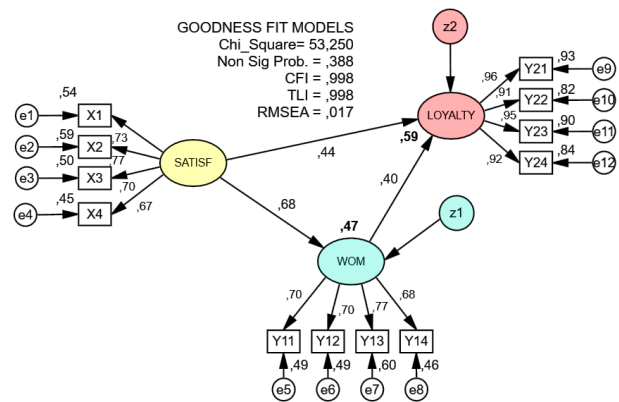 GOODNESS FIT MODELS
Chi_Square= 53,250
Non Sig Prob. = ,388
CFI = ,998
TLI = ,998
RMSEA = ,017
z2
,54
e1
X1
,59
e2
X2
,73
,50
e3
X3
,77
,70
,45
e4
X4
,67
SATISF
,44
,68
LOYALTY
,59
,96
Y21
,93
e9
,91
Y22
,82
e10
,95
Y23
,90
e11
,92
Y24
,84
e12
,40
z1
,47
WOM
,70
,70
,77
,68
Y11
Y12
Y13
Y14
,49
,49
,60
,46
e5
e6
e7
e8